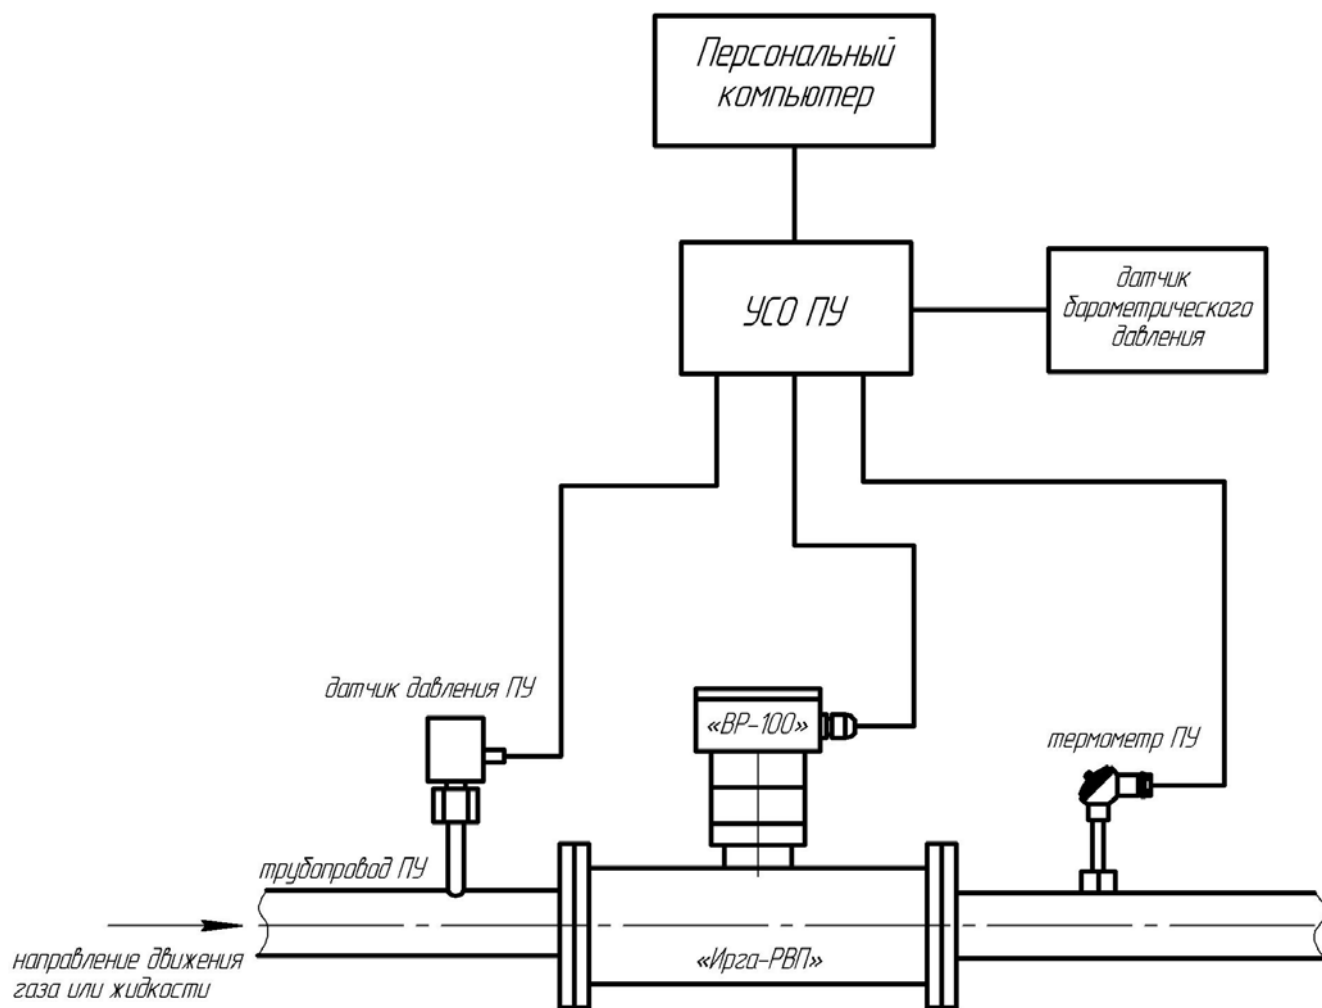 Персональный
компьютер
УСО ПУ
датчик
барометрического
давления
датчик давления ПУ
«ВР-100»
термометр ПУ
трубопровод ПУ
направление движения
газа или жидкости
«Ирга-РВП»